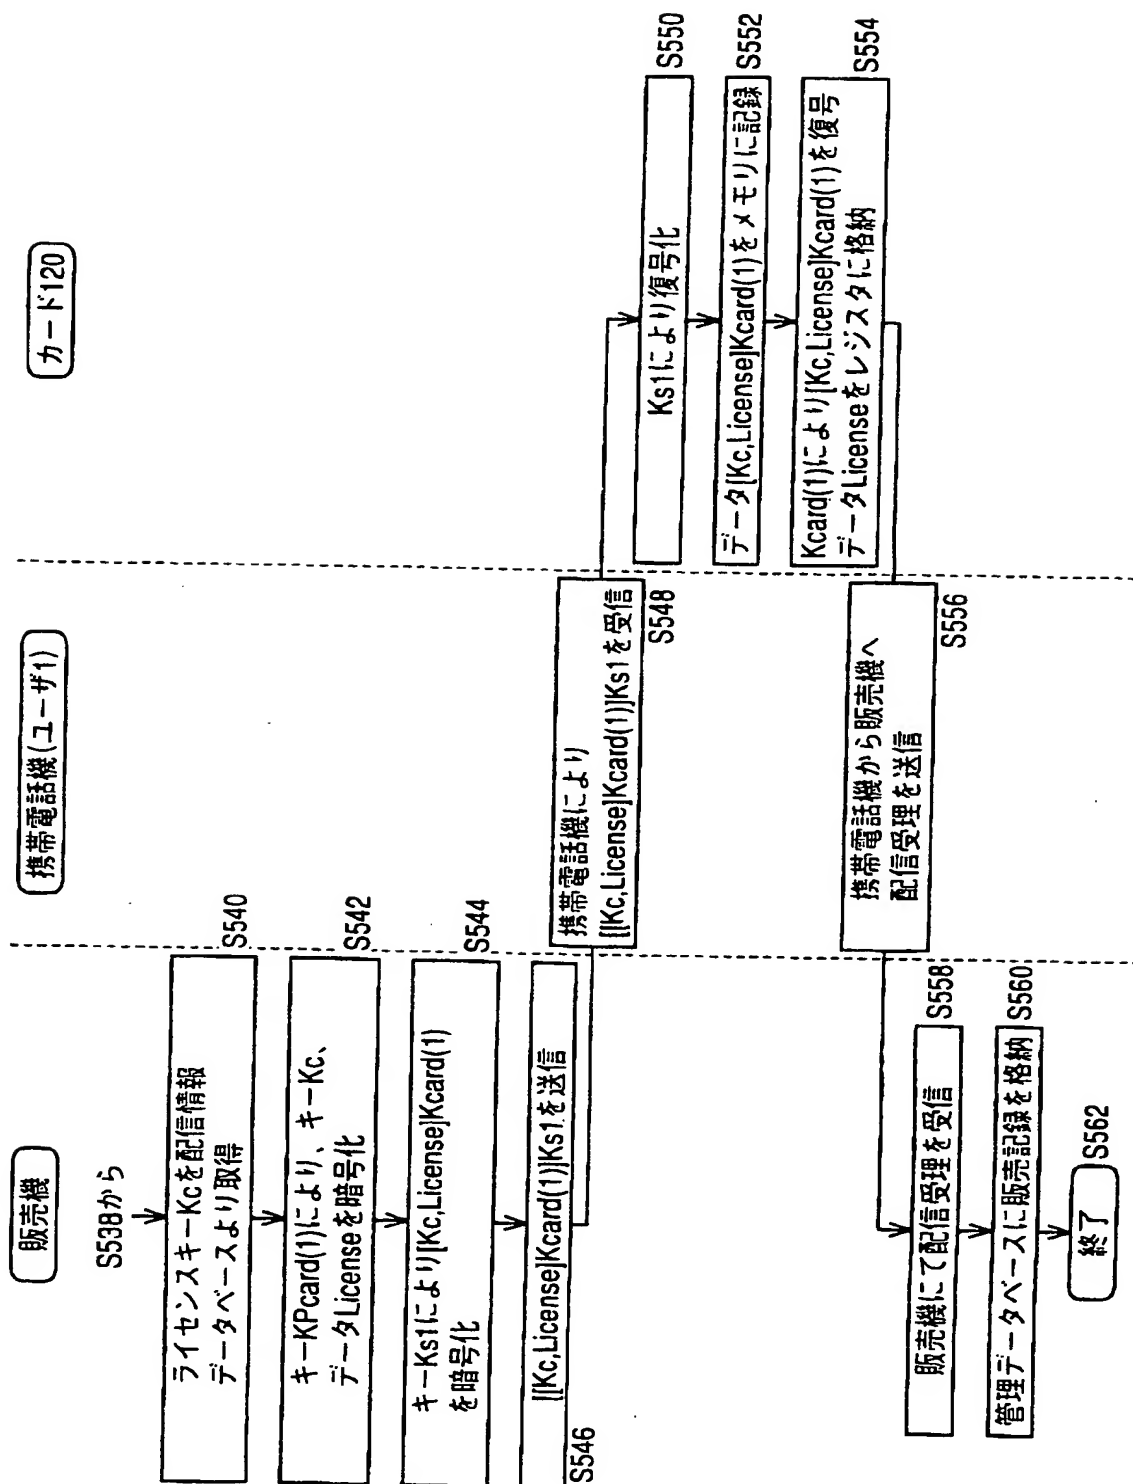 販売機
携帯電話機(ユーザ1)
カード120
S538から
ライセンスキーKcを配信情報
データベースより取得
S540
キーKPcard(1)により、キーKc、
データLicenseを暗号化
S542
キーKs1により[Kc,License]Kcard(1)
を暗号化
S544
[[Kc,License]Kcard(1)]Ks1を送信
S546
携帯電話機により
[[Kc,License]Kcard(1)]Ks1を受信
S548
Ks1により復号化
S550
データ[Kc,License]Kcard(1)をメモリに記録
S552
Kcard(1)により[Kc,License]Kcard(1)を復号
データLicenseをレジスタに格納
S554
携帯電話機から販売機へ
配信受理を送信
S556
販売機にて配信受理を受信
S558
管理データベースに販売記録を格納
S560
終了
S562